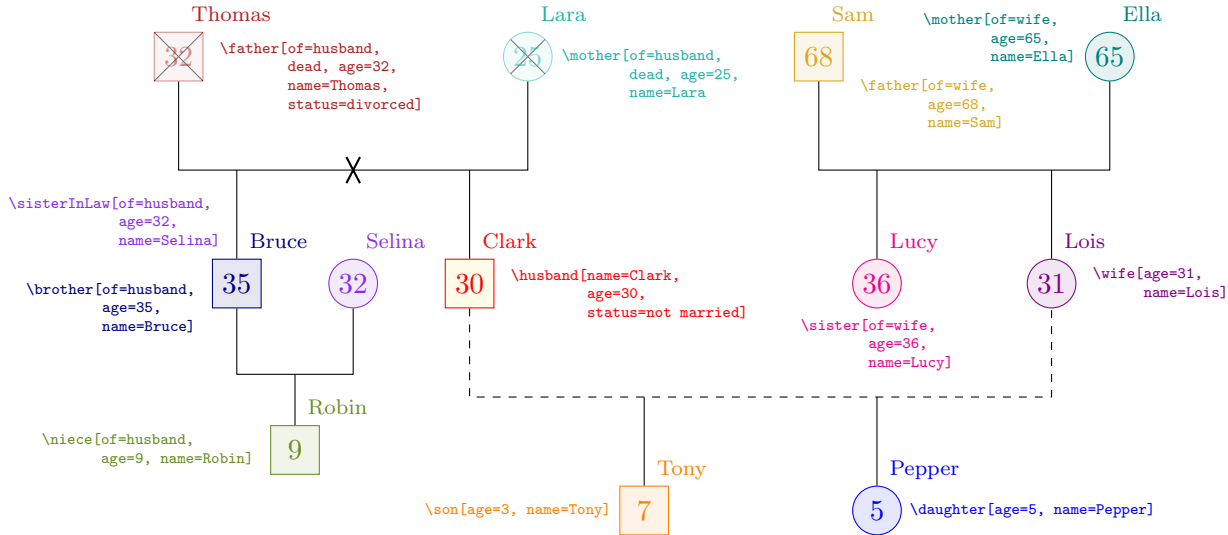 Thomas
32
\father[of=husband,
dead, age=32,
name=Thomas,
status=divorced]
Lara
25
\mother[of=husband,
dead, age=25,
name=Lara
Sam
68
\father[of=wife,
age=68,
name=Sam]
\mother[of=wife,
age=65,
name=Ella]
Ella
65
\sisterInLaw[of=husband,
age=32,
name=Selina]
Bruce
35
\brother[of=husband,
age=35,
name=Bruce]
Selina
32
Clark
30
\husband[name=Clark,
age=30,
status=not married]
Lucy
36
\sister[of=wife,
age=36,
name=Lucy]
Lois
31
\wife[age=31,
name=Lois]
Robin
9
\niece[of=husband,
age=9, name=Robin]
Tony
\son[age=3, name=Tony]
7
Pepper
5
\daughter[age=5, name=Pepper]